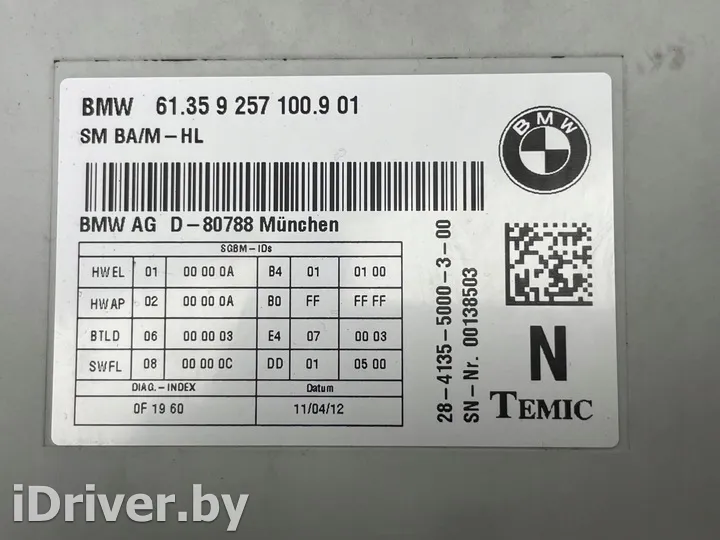 BMW 61.35 9 257 100.9 01
SM BA/M-HL
BMW
BMW AG D-80788 München
SGBM-IDs
HWEL 01 00 00 0A B4 01 01 00
HWAP 02 00 00 0A B0 FF FF FF
BTLD 06 00 00 03 E4 07 00 03
SWFL 08 00 00 0C DD 01 05 00
DIAG.-INDEX Datum
0F 19 60 11/04/12
28-4135-5000-3-00
SN-Nr. 00138503
N
TEMIC
iDriver.by